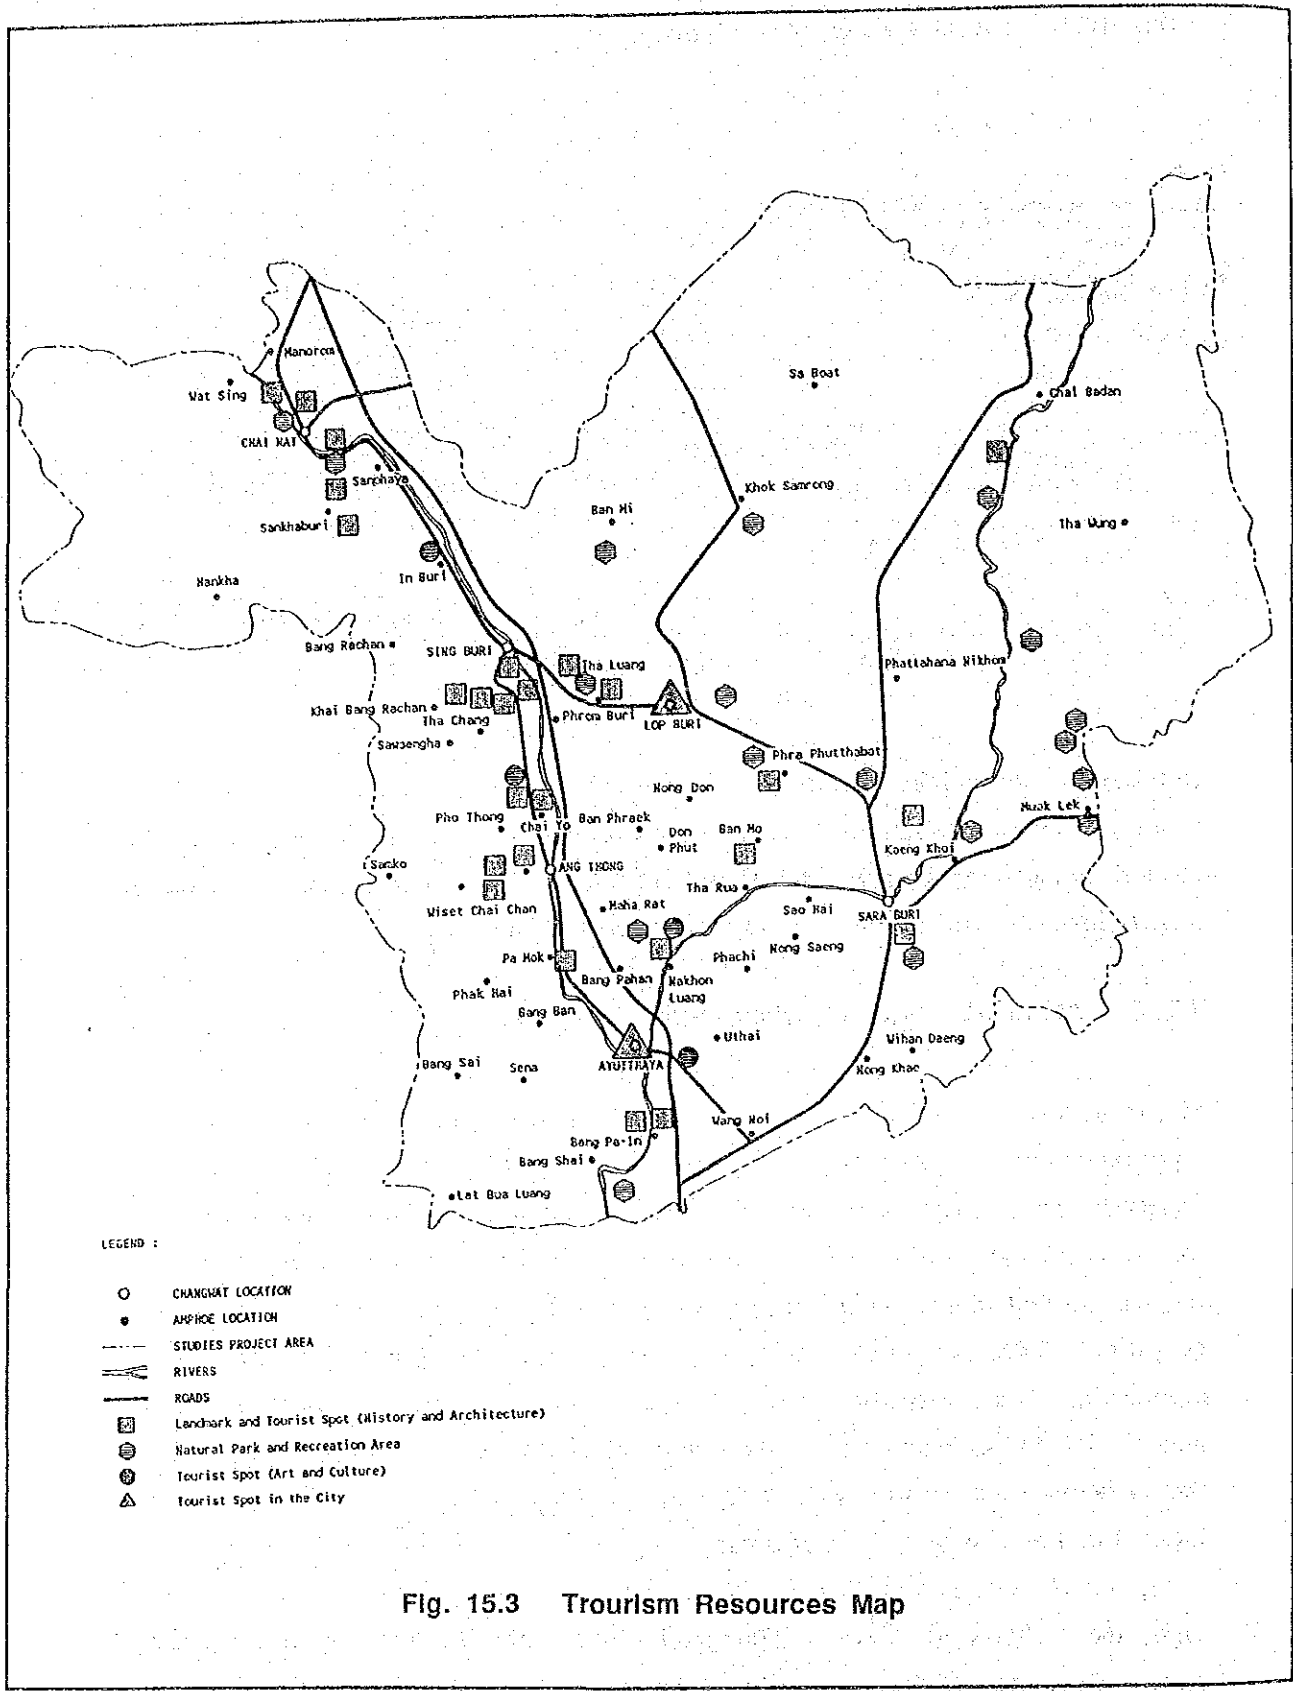 Manorom
Wat Sing
CHAI NAT
Sa Boat
Chai Badan
Sanphaya
Sankhaburi
Khok Samrong
Ban Mi
Tha Wung
In Buri
Hankha
Bang Rachan
SING BURI
Tha Luang
Phattahana Nikhom
Khai Bang Rachan
Tha Chang
Phrom Buri
LOP BURI
Sawaengha
Phra Phutthabat
Nong Don
Muak Lek
Pho Thong
Chai Yo
Ban Phraek
Don
Phut
Ban Mo
Kaeng Khoi
Samko
ANG THONG
Tha Rua
Wiset Chai Chan
Maha Rat
Sao Hai
SARA BURI
Nong Saeng
Pa Mok
Bang Pahan
Nakhon
Luang
Phachi
Phak Hai
Bang Ban
Uthai
Wihan Daeng
Bang Sai
Sena
AYUTTHAYA
Nong Khae
Wang Noi
Bang Pa-in
Bang Shai
Lat Bua Luang
LEGEND :
CHANGWAT LOCATION
AMPHOE LOCATION
STUDIES PROJECT AREA
RIVERS
ROADS
Landmark and Tourist Spot (History and Architecture)
Natural Park and Recreation Area
Tourist Spot (Art and Culture)
Tourist Spot in the City
Fig. 15.3 Trourism Resources Map